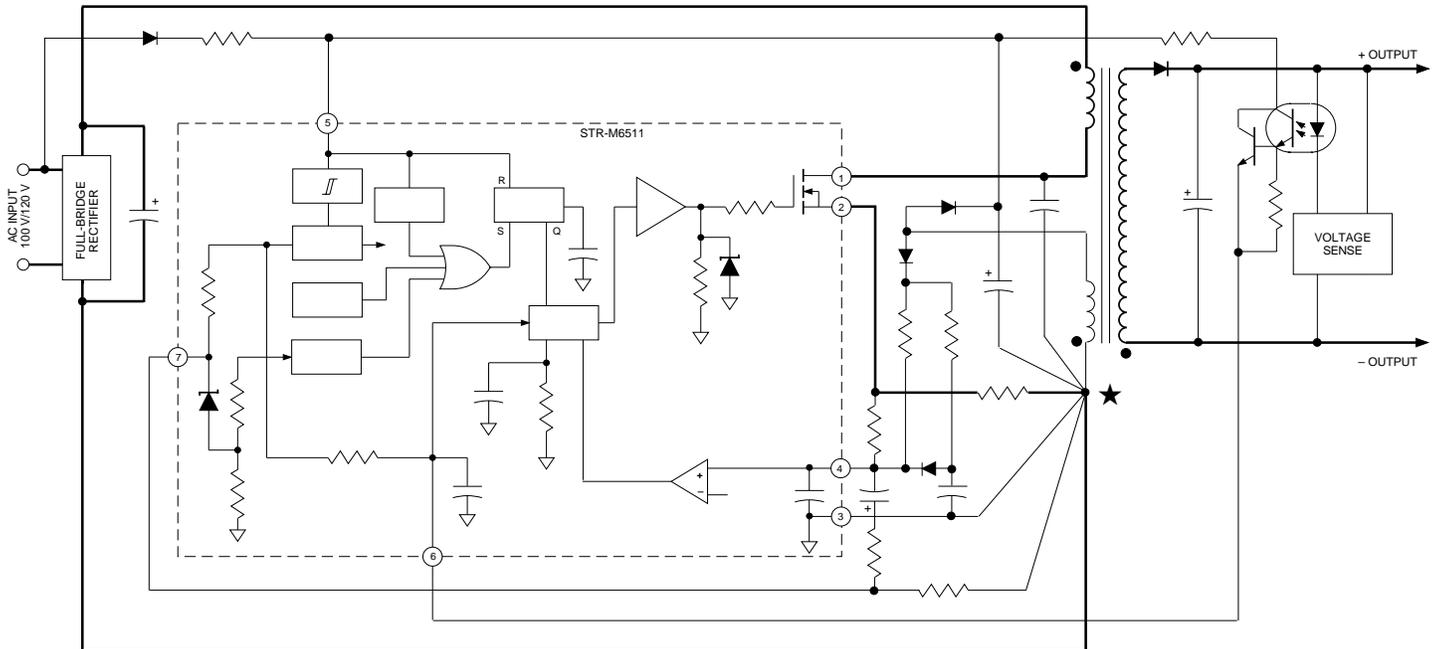 + OUTPUT
5
STR-M6511
AC INPUT
100 V/120 V
FULL-BRIDGE
RECTIFIER
+
1
R
2
+
S
Q
VOLTAGE
SENSE
+
7
– OUTPUT
4
+
–
3
+
6